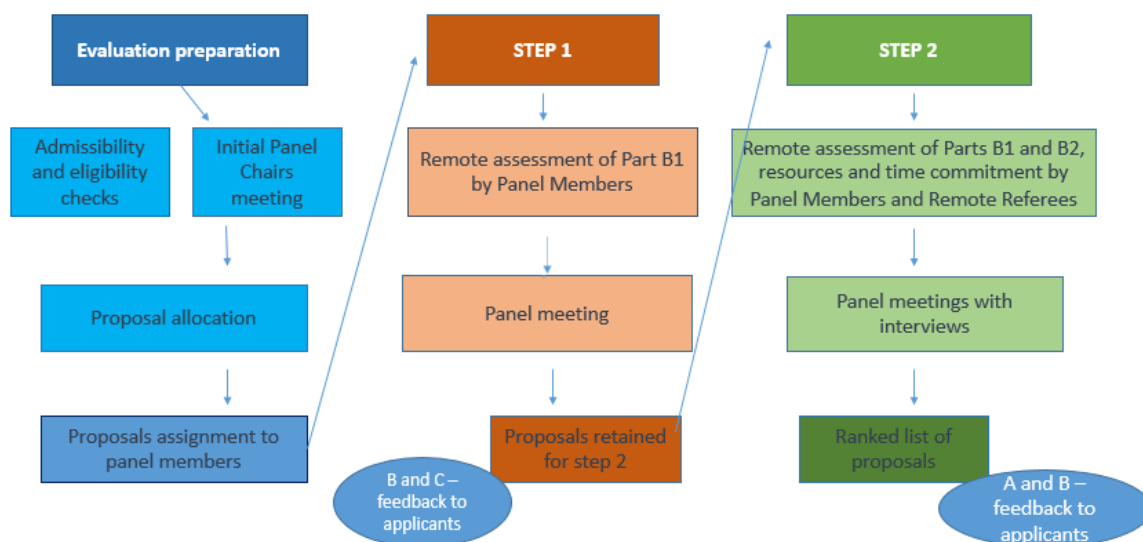 Evaluation preparation
Admissibility
and eligibility
checks
Initial Panel
Chairs
meeting
Proposal allocation
Proposals assignment to
panel members
STEP 1
Remote assessment of Part B1
by Panel Members
Panel meeting
Proposals retained
for step 2
B and C –
feedback to
applicants
STEP 2
Remote assessment of Parts B1 and B2,
resources and time commitment by
Panel Members and Remote Referees
Panel meetings with
interviews
Ranked list of
proposals
A and B –
feedback to
applicants